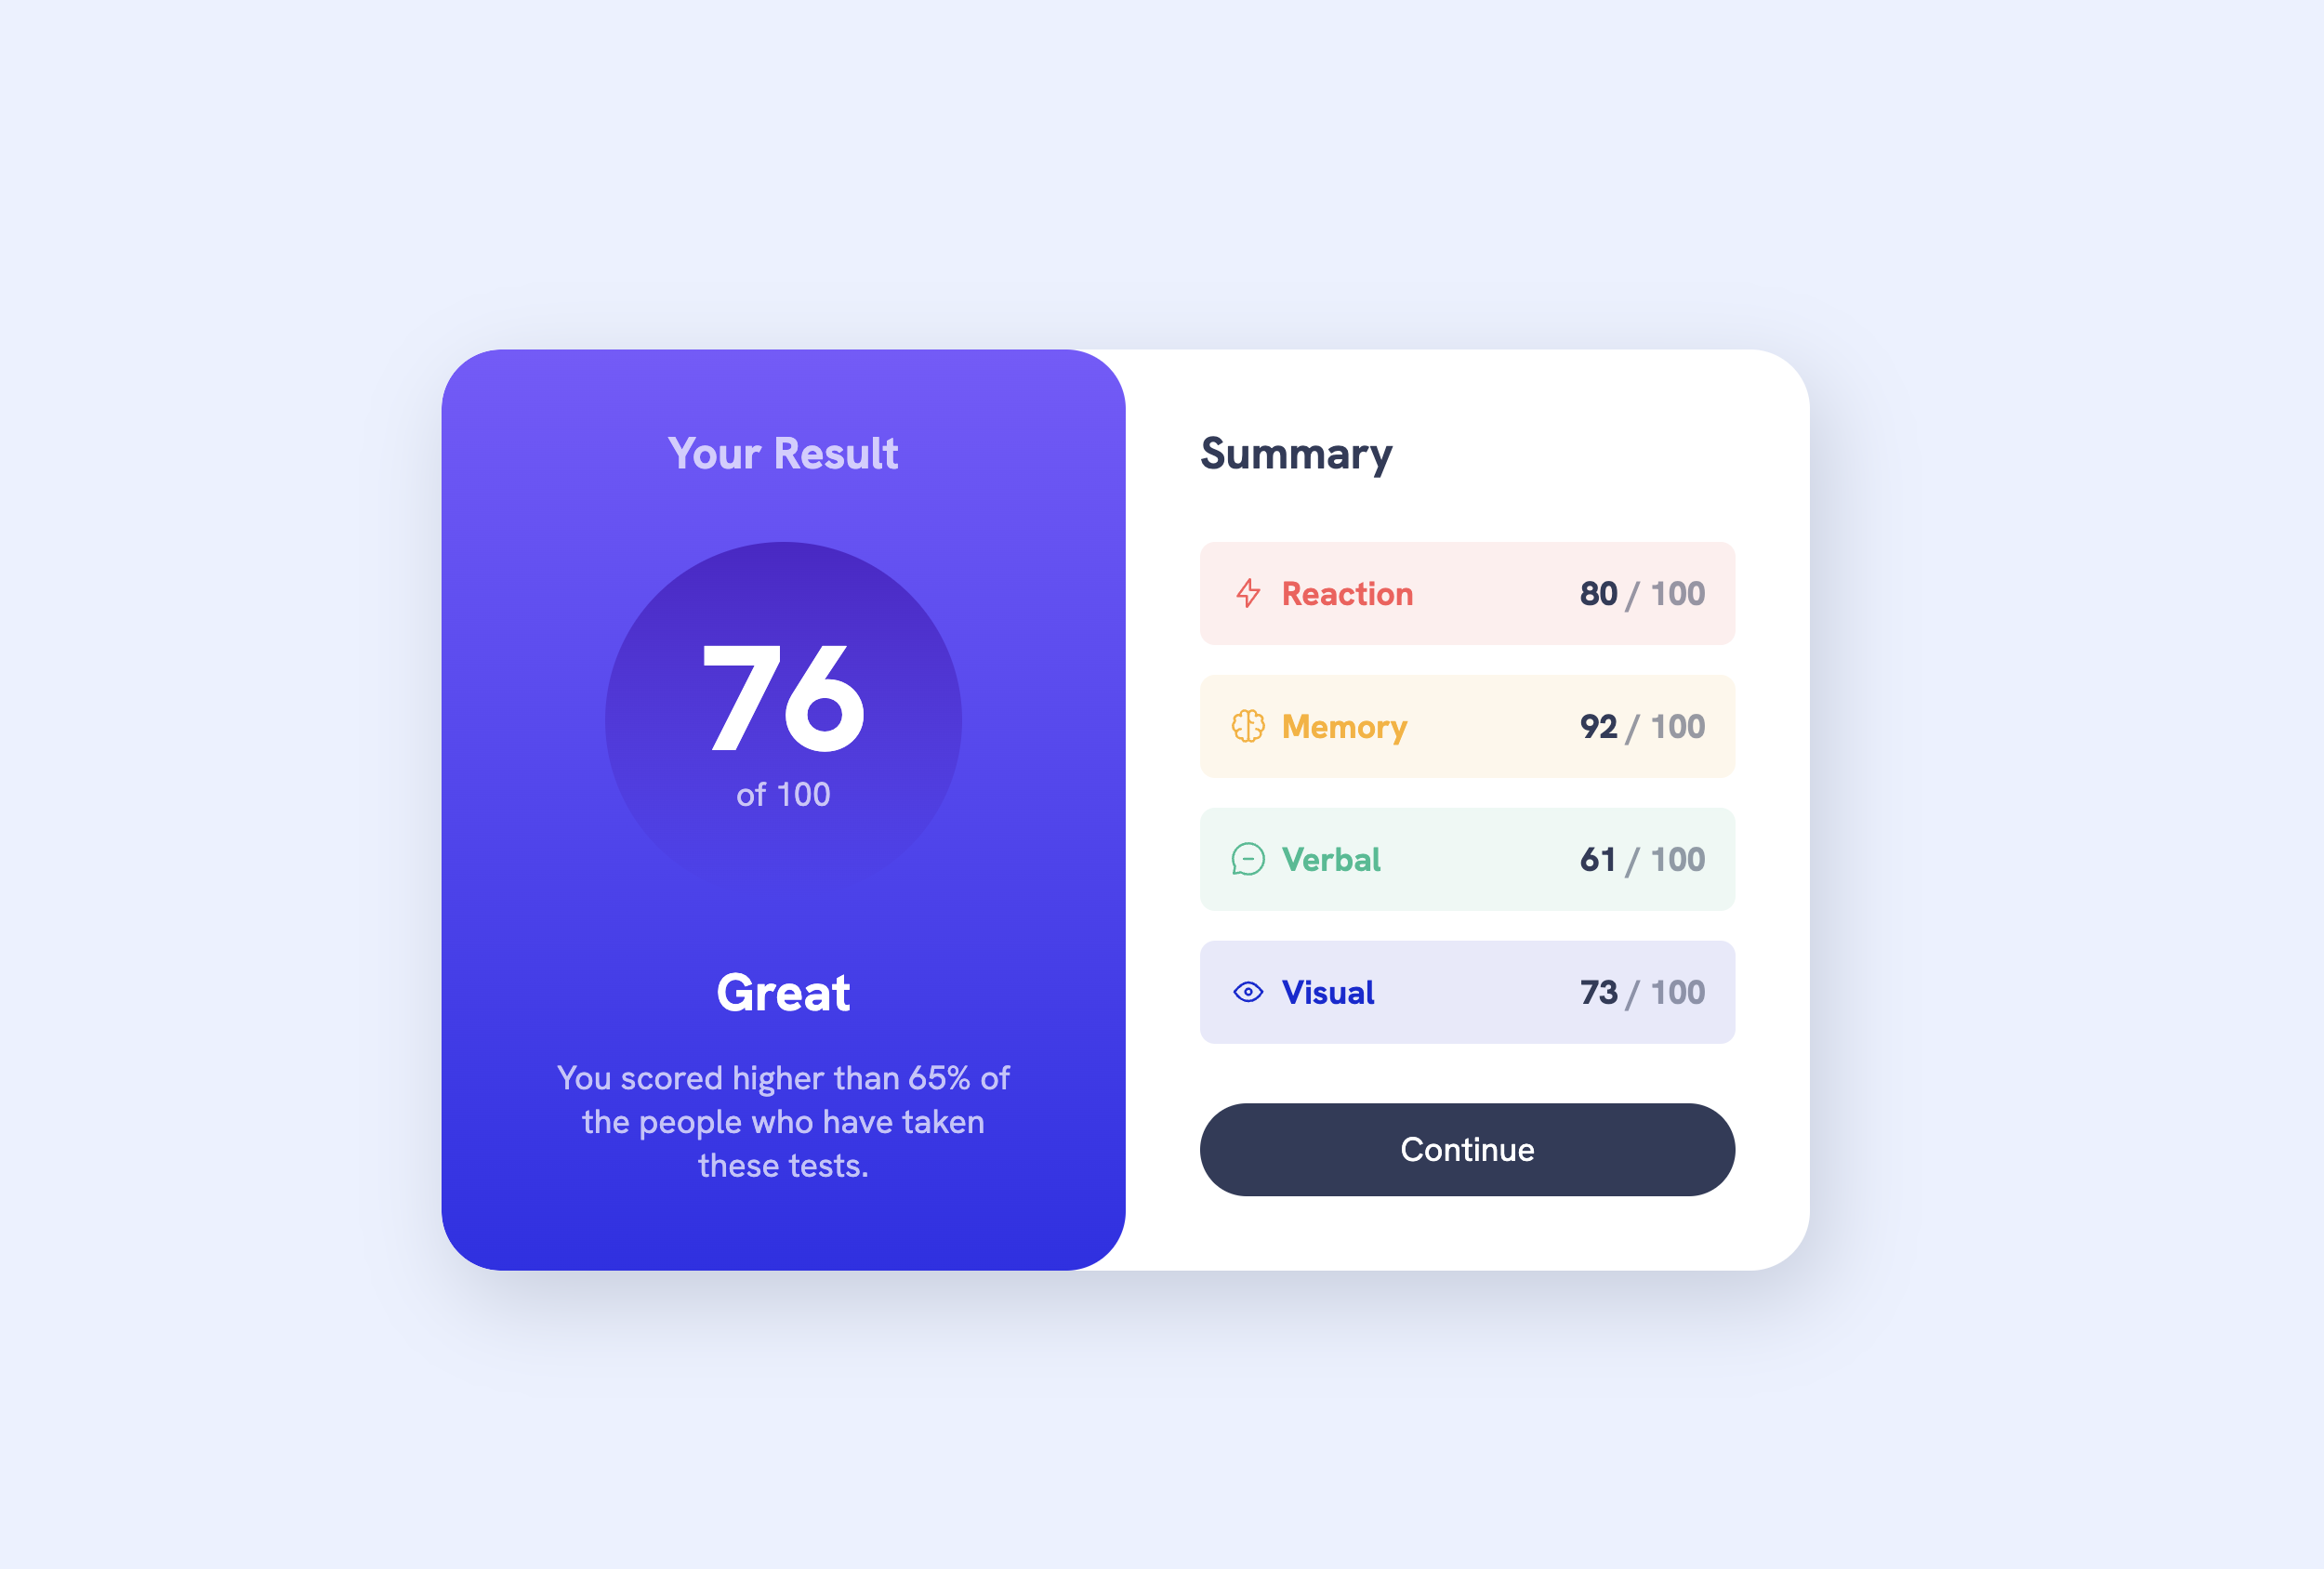 Your Result
76
of 100
Great
You scored higher than 65% of
the people who have taken
these tests.
Summary
Reaction 80 / 100
Memory 92 / 100
Verbal 61 / 100
Visual 73 / 100
Continue